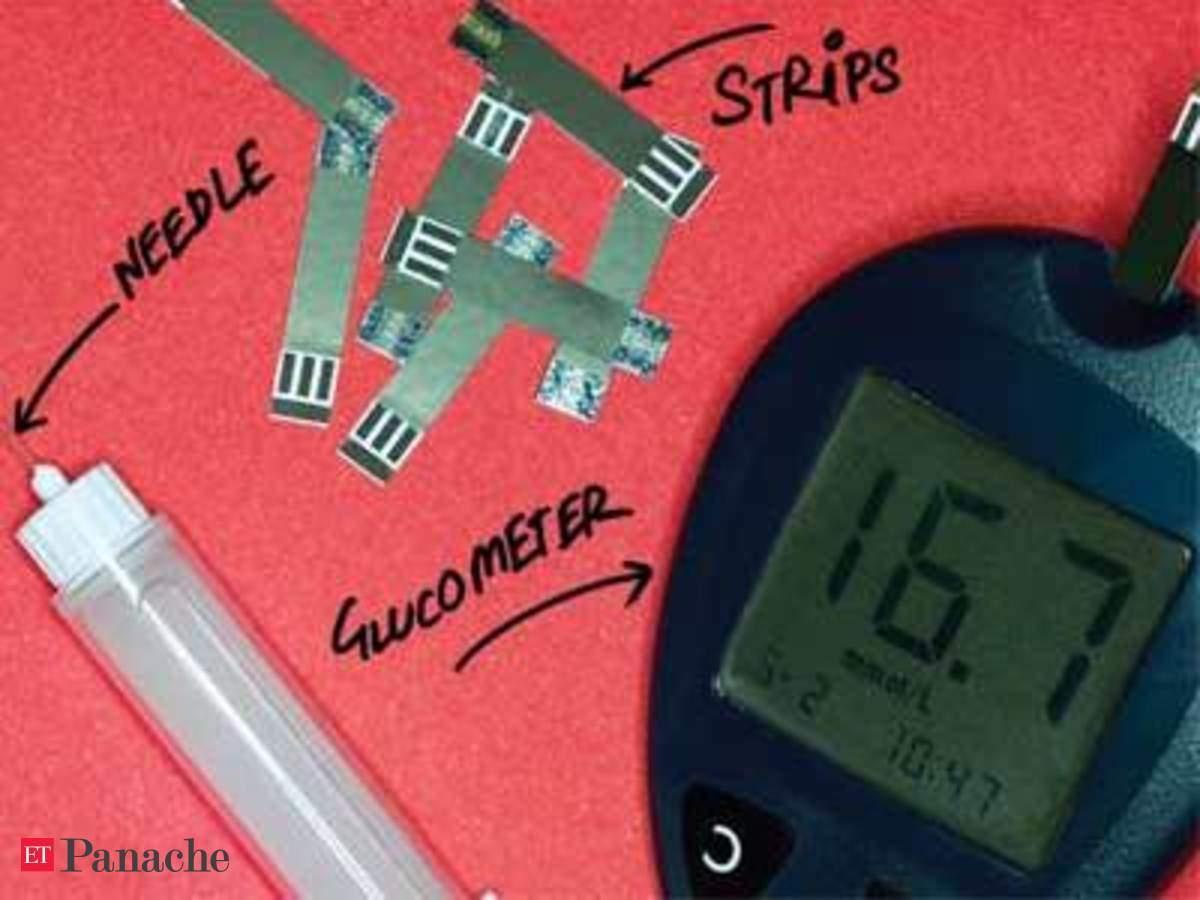 STRIPS
NEEDLE
GLUCOMETER
16.7
mmol/L
5-2
10:47
ET Panache